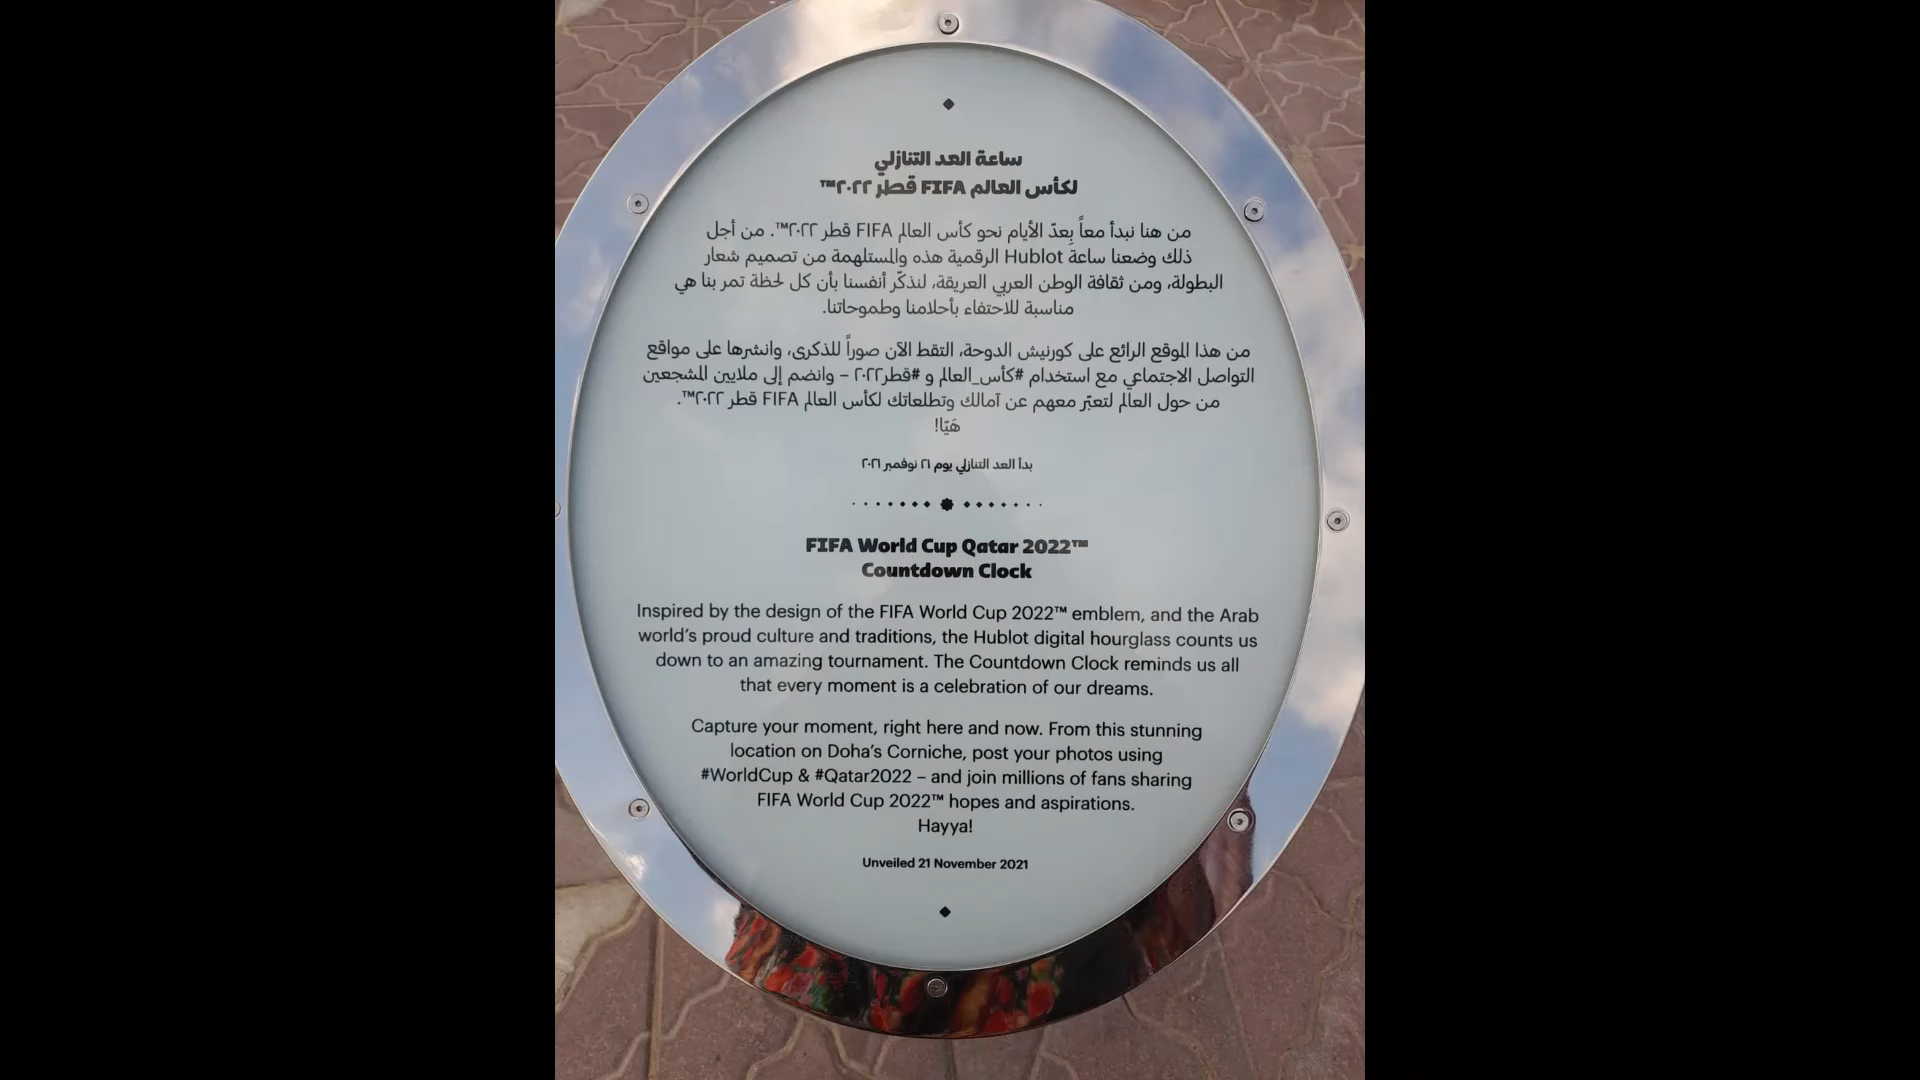 ساعة العد التنازلي
لكأس العالم FIFA قطر ٢٠٢٢™
من هنا نبدأ معاً بِعدّ الأيام نحو كأس العالم FIFA قطر ٢٠٢٢™. من أجل
ذلك وضعنا ساعة Hublot الرقمية هذه والمستلهمة من تصميم شعار
البطولة، ومن ثقافة الوطن العربي العريقة، لنذكّر أنفسنا بأن كل لحظة تمر بنا هي
مناسبة للاحتفاء بأحلامنا وطموحاتنا.
من هذا الموقع الرائع على كورنيش الدوحة، التقط الآن صوراً للذكرى، وانشرها على مواقع
التواصل الاجتماعي مع استخدام #كأس_العالم و #قطر٢٠٢٢ – وانضم إلى ملايين المشجعين
من حول العالم لتعبّر معهم عن آمالك وتطلعاتك لكأس العالم FIFA قطر ٢٠٢٢™.
هَيّا!
بدأ العد التنازلي يوم ٢١ نوفمبر ٢٠٢١
FIFA World Cup Qatar 2022™
Countdown Clock
Inspired by the design of the FIFA World Cup 2022™ emblem, and the Arab
world's proud culture and traditions, the Hublot digital hourglass counts us
down to an amazing tournament. The Countdown Clock reminds us all
that every moment is a celebration of our dreams.
Capture your moment, right here and now. From this stunning
location on Doha's Corniche, post your photos using
#WorldCup & #Qatar2022 – and join millions of fans sharing
FIFA World Cup 2022™ hopes and aspirations.
Hayya!
Unveiled 21 November 2021